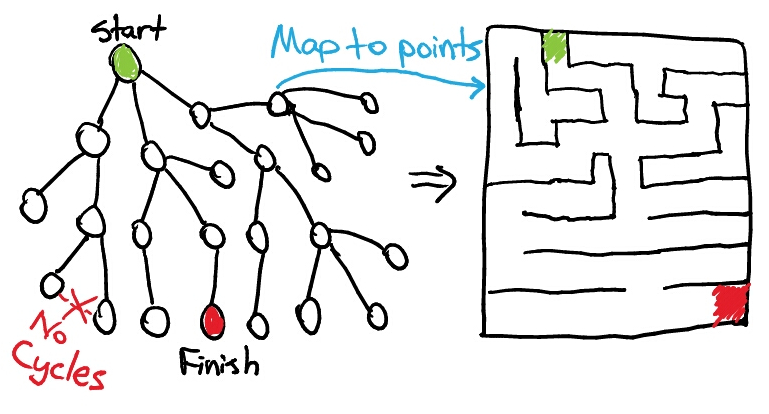 Start
Map to points
No
Cycles
Finish